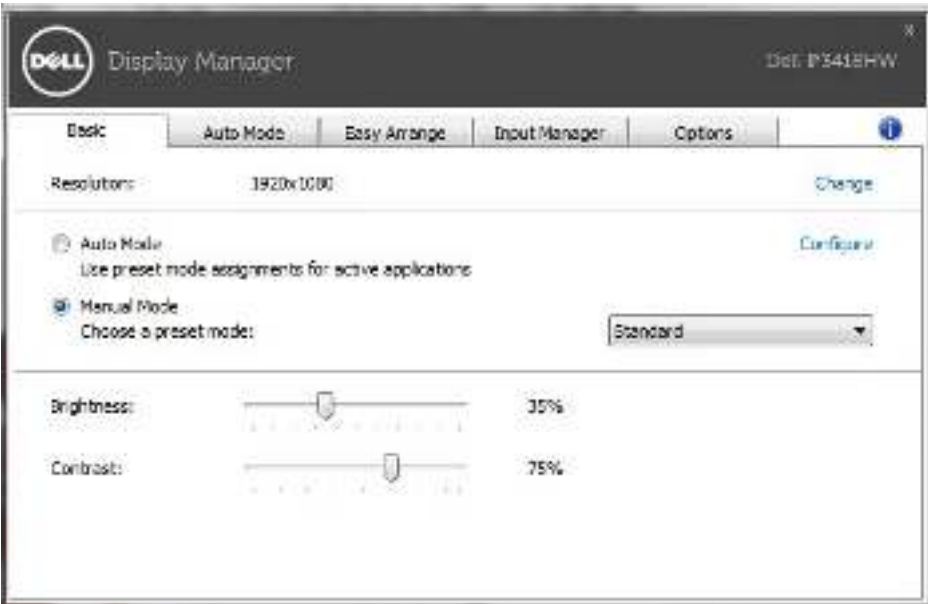 DELL Display Manager
Dell P3418HW
x
Basic Auto Mode Easy Arrange Input Manager Options i
Resolution: 1920x1080 Change
Auto Mode Configure
Use preset mode assignments for active applications
Manual Mode
Choose a preset mode: Standard
Brightness: 35%
Contrast: 75%